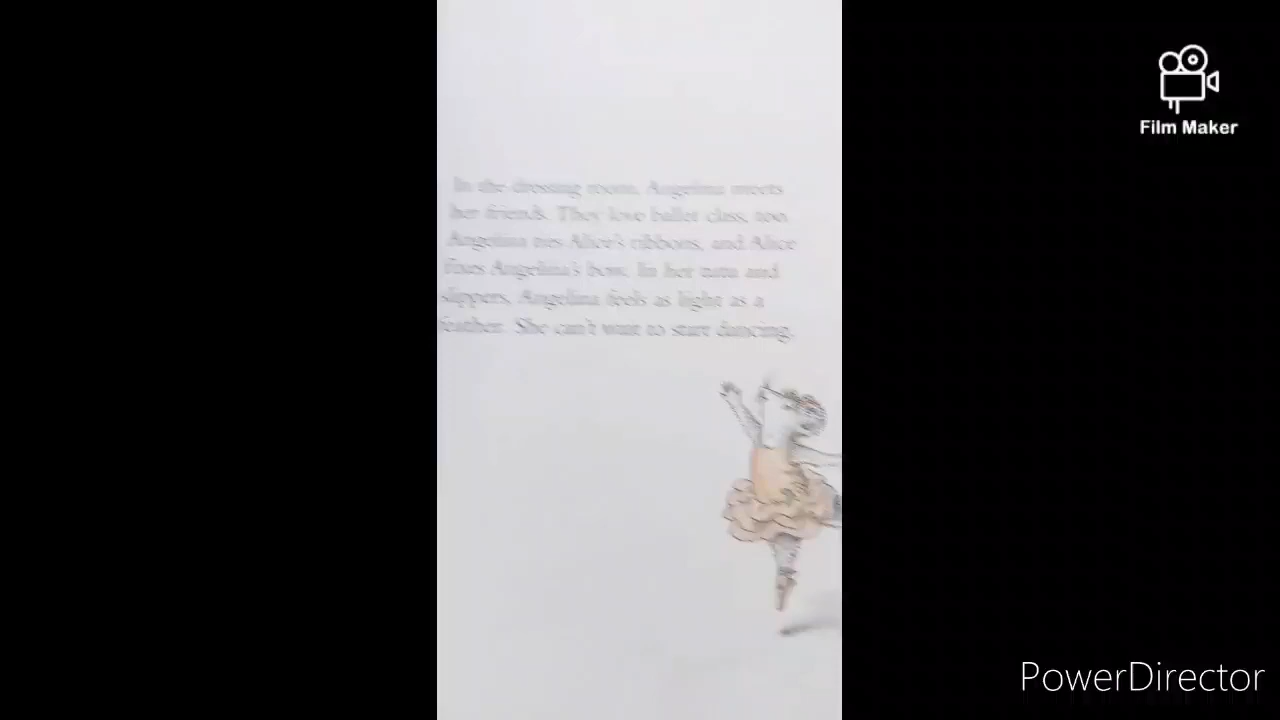 In the dressing room, Angelina meets
her friends. They love ballet class, too.
Angelina ties Alice's ribbons, and Alice
fixes Angelina's bow. In her tutu and
slippers, Angelina feels as light as a
feather. She can't wait to start dancing.
Film Maker
PowerDirector